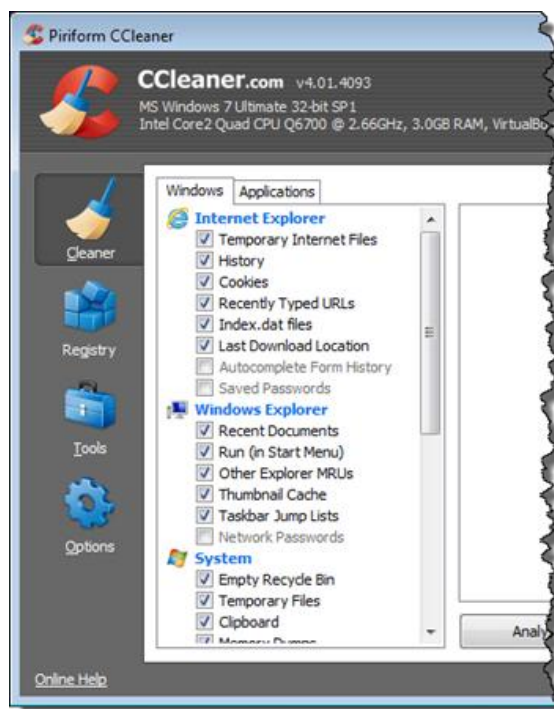 Piriform CCleaner
CCleaner.com v4.01.4093
MS Windows 7 Ultimate 32-bit SP1
Intel Core2 Quad CPU Q6700 @ 2.66GHz, 3.0GB RAM, VirtualBo
Cleaner
Registry
Tools
Options
Online Help
Windows
Applications
Internet Explorer
Temporary Internet Files
History
Cookies
Recently Typed URLs
Index.dat files
Last Download Location
Autocomplete Form History
Saved Passwords
Windows Explorer
Recent Documents
Run (in Start Menu)
Other Explorer MRUs
Thumbnail Cache
Taskbar Jump Lists
Network Passwords
System
Empty Recycle Bin
Temporary Files
Clipboard
Memory Dumps
Analy